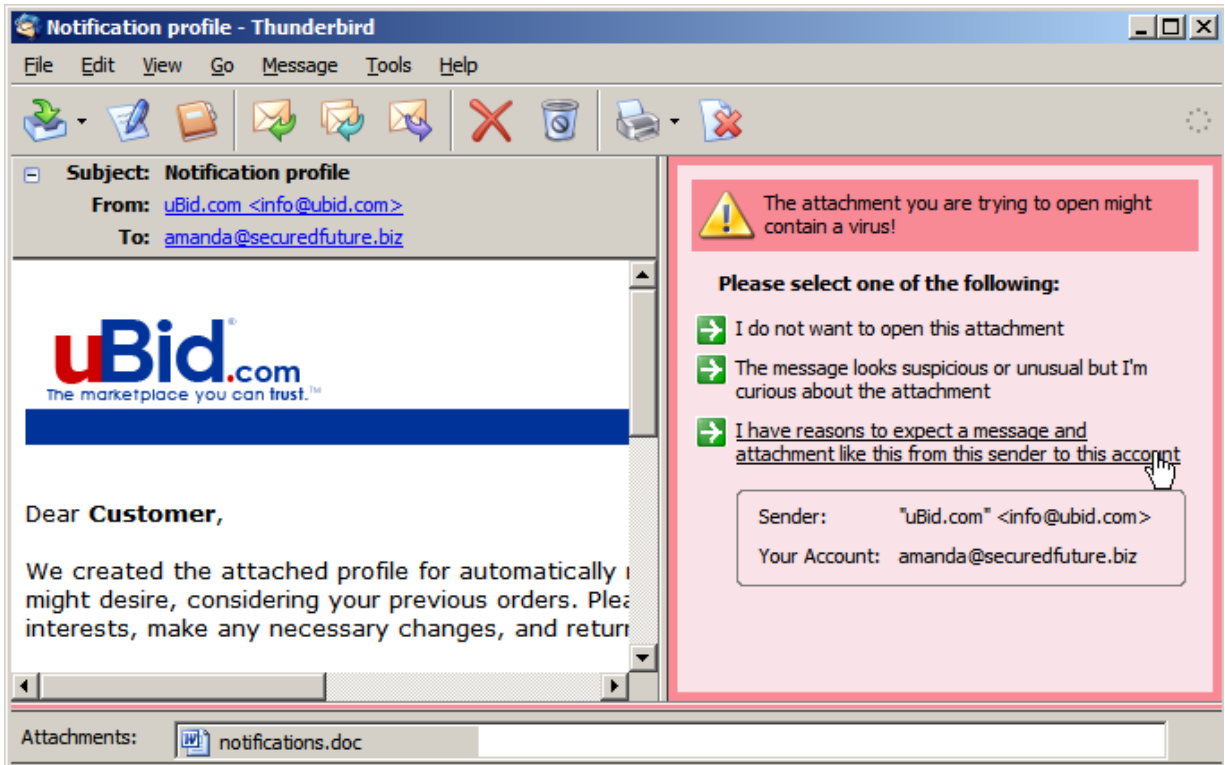 Notification profile - Thunderbird
File Edit View Go Message Tools Help
Subject: Notification profile
From: uBid.com <info@ubid.com>
To: amanda@securedfuture.biz
uBid.com
The marketplace you can trust.™
Dear Customer,
We created the attached profile for automatically
might desire, considering your previous orders.
interests, make any necessary changes, and
The attachment you are trying to open might
contain a virus!
Please select one of the following:
I do not want to open this attachment
The message looks suspicious or unusual but I'm
curious about the attachment
I have reasons to expect a message and
attachment like this from this sender to this account
Sender: "uBid.com" <info@ubid.com>
Your Account: amanda@securedfuture.biz
Attachments: notifications.doc